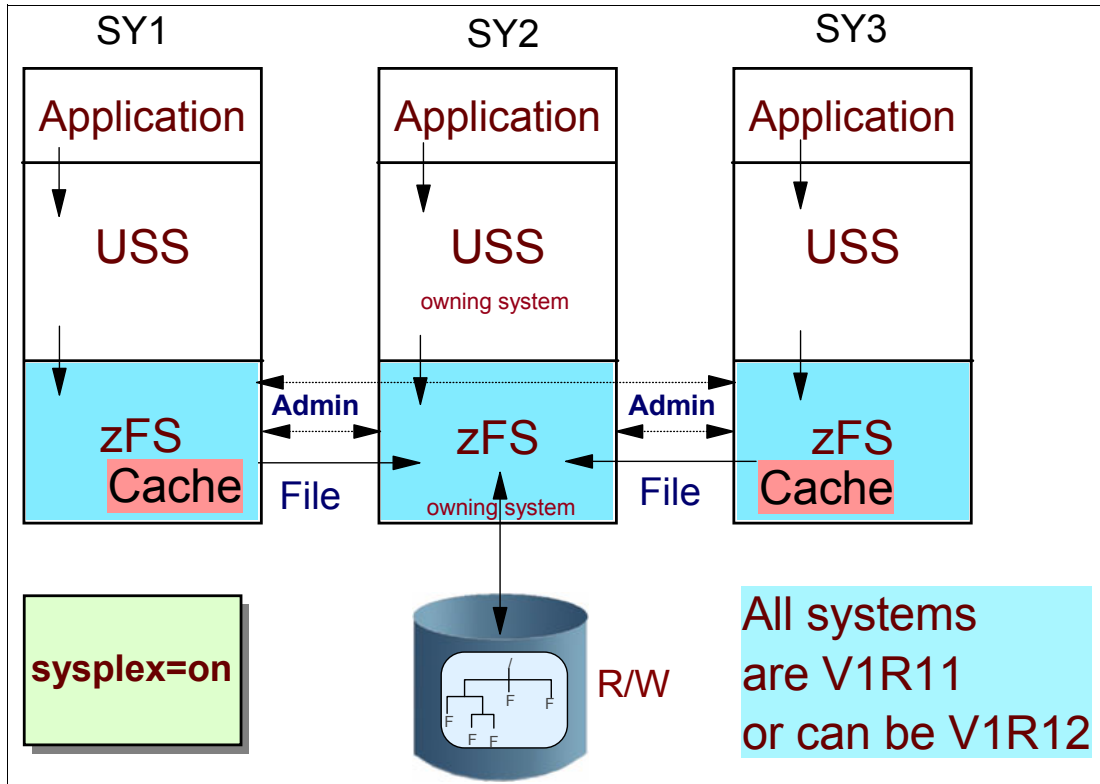 SY1
SY2
SY3
Application
Application
Application
USS
USS
USS
owning system
Admin
Admin
zFS
zFS
zFS
Cache
Cache
File
File
owning system
sysplex=on
/
F
F
F
F F
R/W
All systems
are V1R11
or can be V1R12